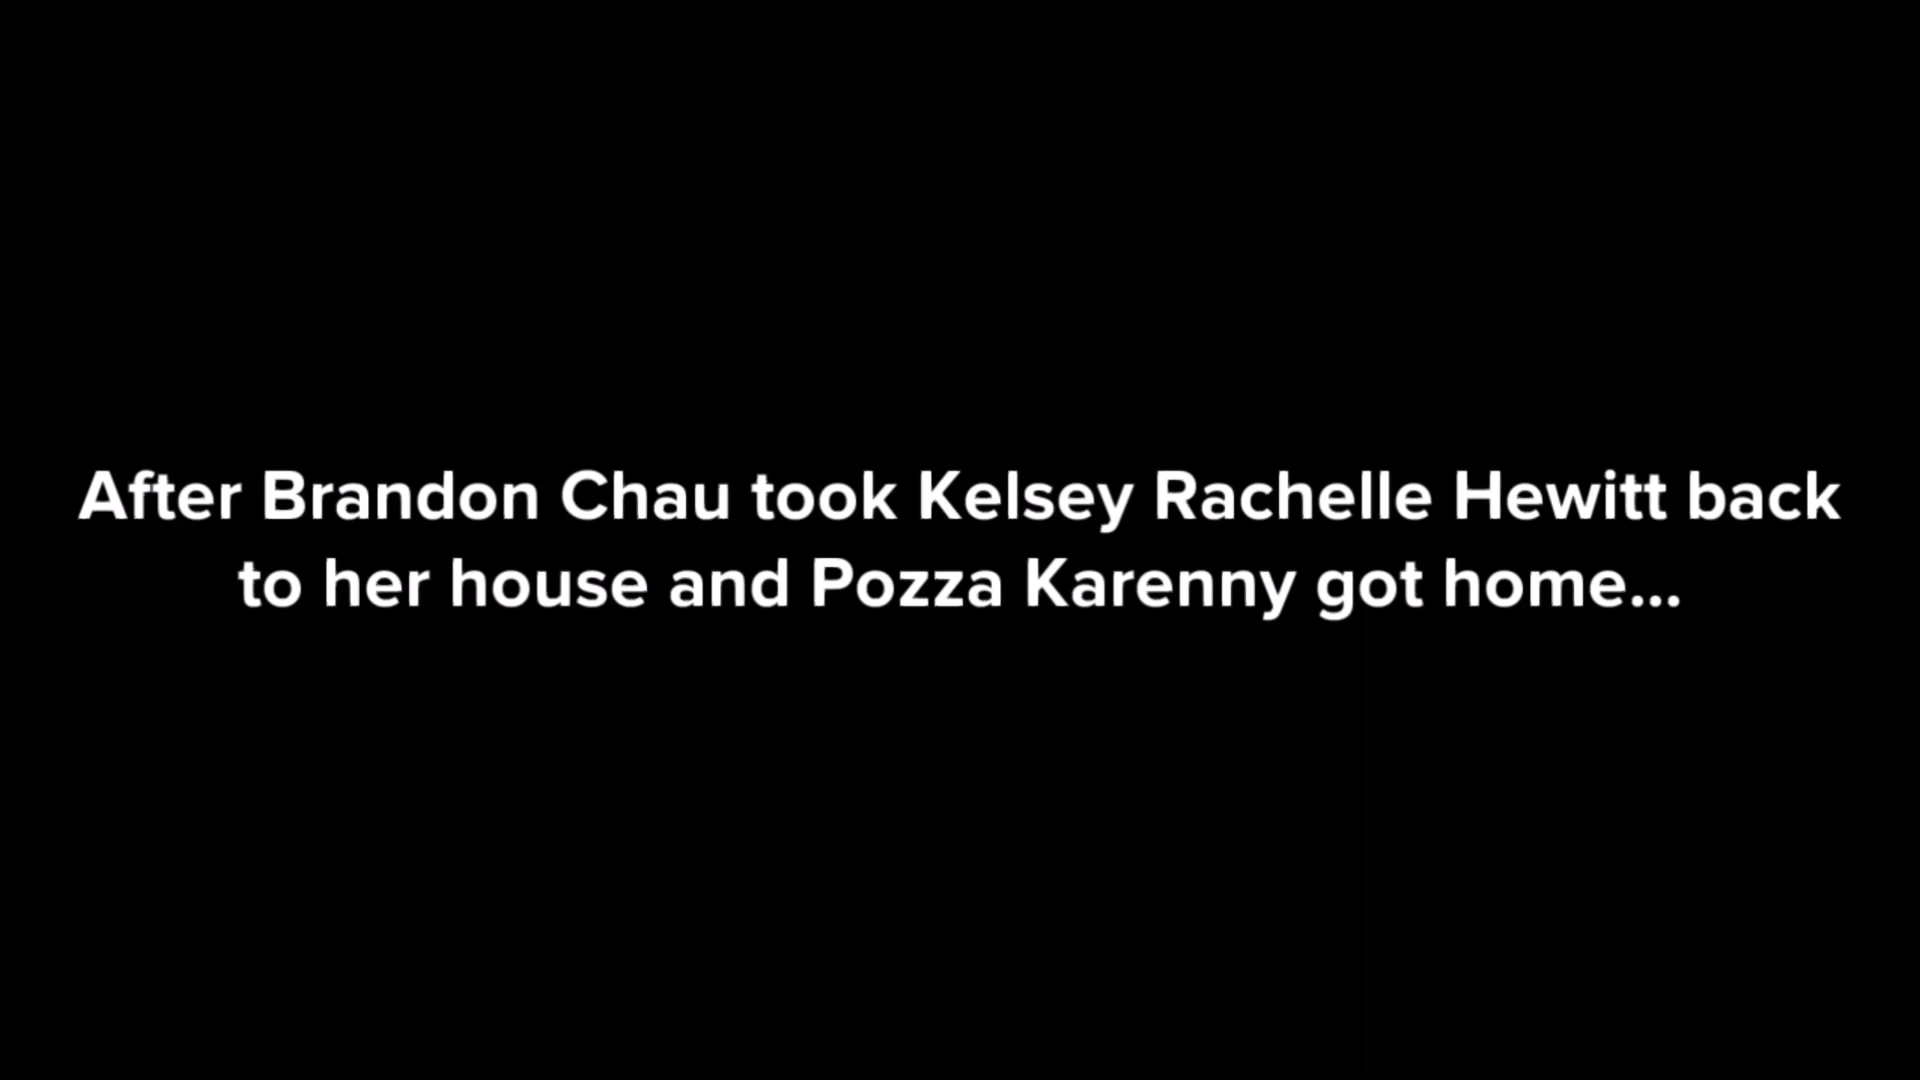 After Brandon Chau took Kelsey Rachelle Hewitt back
to her house and Pozza Karenny got home...